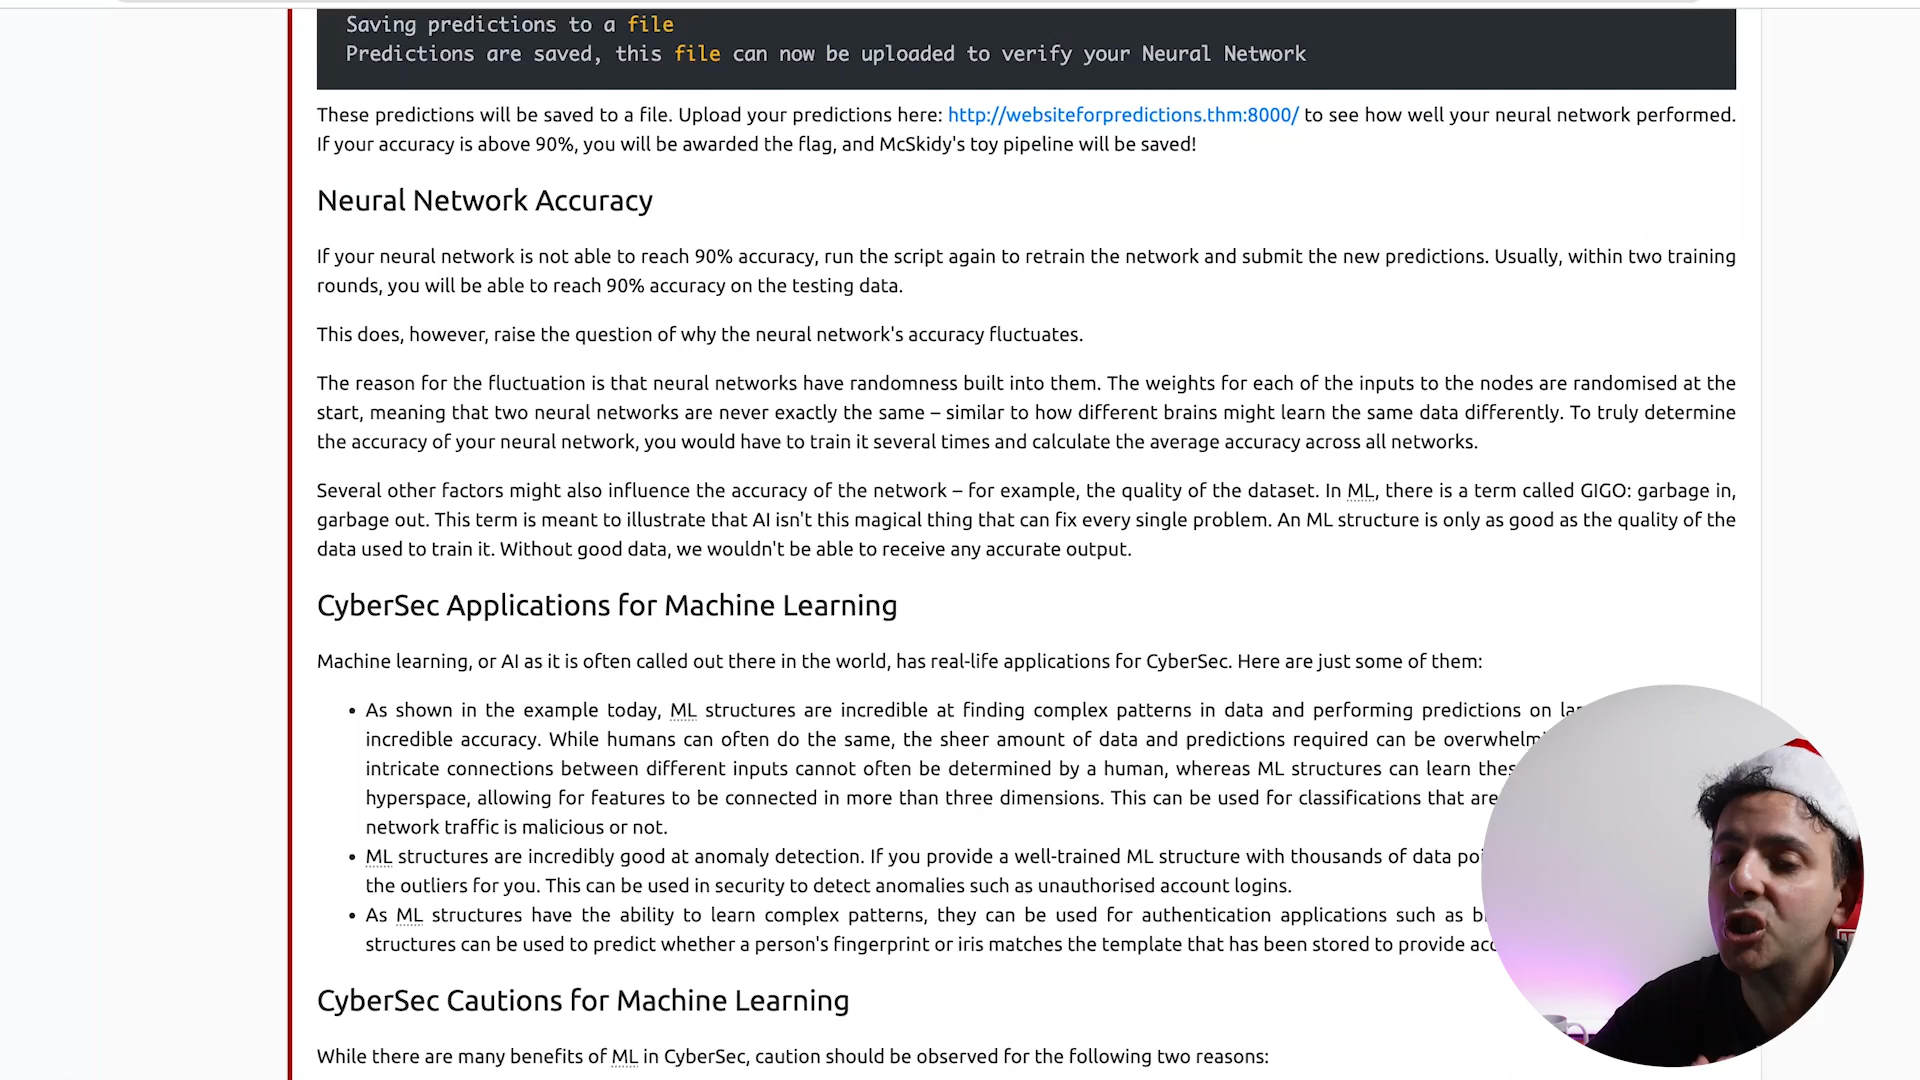 Saving predictions to a file
Predictions are saved, this file can now be uploaded to verify your Neural Network
These predictions will be saved to a file. Upload your predictions here: http://websiteforpredictions.thm:8000/ to see how well your neural network performed.
If your accuracy is above 90%, you will be awarded the flag, and McSkidy's toy pipeline will be saved!
Neural Network Accuracy
If your neural network is not able to reach 90% accuracy, run the script again to retrain the network and submit the new predictions. Usually, within two training
rounds, you will be able to reach 90% accuracy on the testing data.
This does, however, raise the question of why the neural network's accuracy fluctuates.
The reason for the fluctuation is that neural networks have randomness built into them. The weights for each of the inputs to the nodes are randomised at the
start, meaning that two neural networks are never exactly the same – similar to how different brains might learn the same data differently. To truly determine
the accuracy of your neural network, you would have to train it several times and calculate the average accuracy across all networks.
Several other factors might also influence the accuracy of the network – for example, the quality of the dataset. In ML, there is a term called GIGO: garbage in,
garbage out. This term is meant to illustrate that AI isn't this magical thing that can fix every single problem. An ML structure is only as good as the quality of the
data used to train it. Without good data, we wouldn't be able to receive any accurate output.
CyberSec Applications for Machine Learning
Machine learning, or AI as it is often called out there in the world, has real-life applications for CyberSec. Here are just some of them:
• As shown in the example today, ML structures are incredible at finding complex patterns in data and performing predictions on
incredible accuracy. While humans can often do the same, the sheer amount of data and predictions required can be
intricate connections between different inputs cannot often be determined by a human, whereas ML structures can learn
hyperspace, allowing for features to be connected in more than three dimensions. This can be used for classifications that are
network traffic is malicious or not.
• ML structures are incredibly good at anomaly detection. If you provide a well-trained ML structure with thousands of data
the outliers for you. This can be used in security to detect anomalies such as unauthorised account logins.
• As ML structures have the ability to learn complex patterns, they can be used for authentication applications such as
structures can be used to predict whether a person's fingerprint or iris matches the template that has been stored to provide
CyberSec Cautions for Machine Learning
While there are many benefits of ML in CyberSec, caution should be observed for the following two reasons: